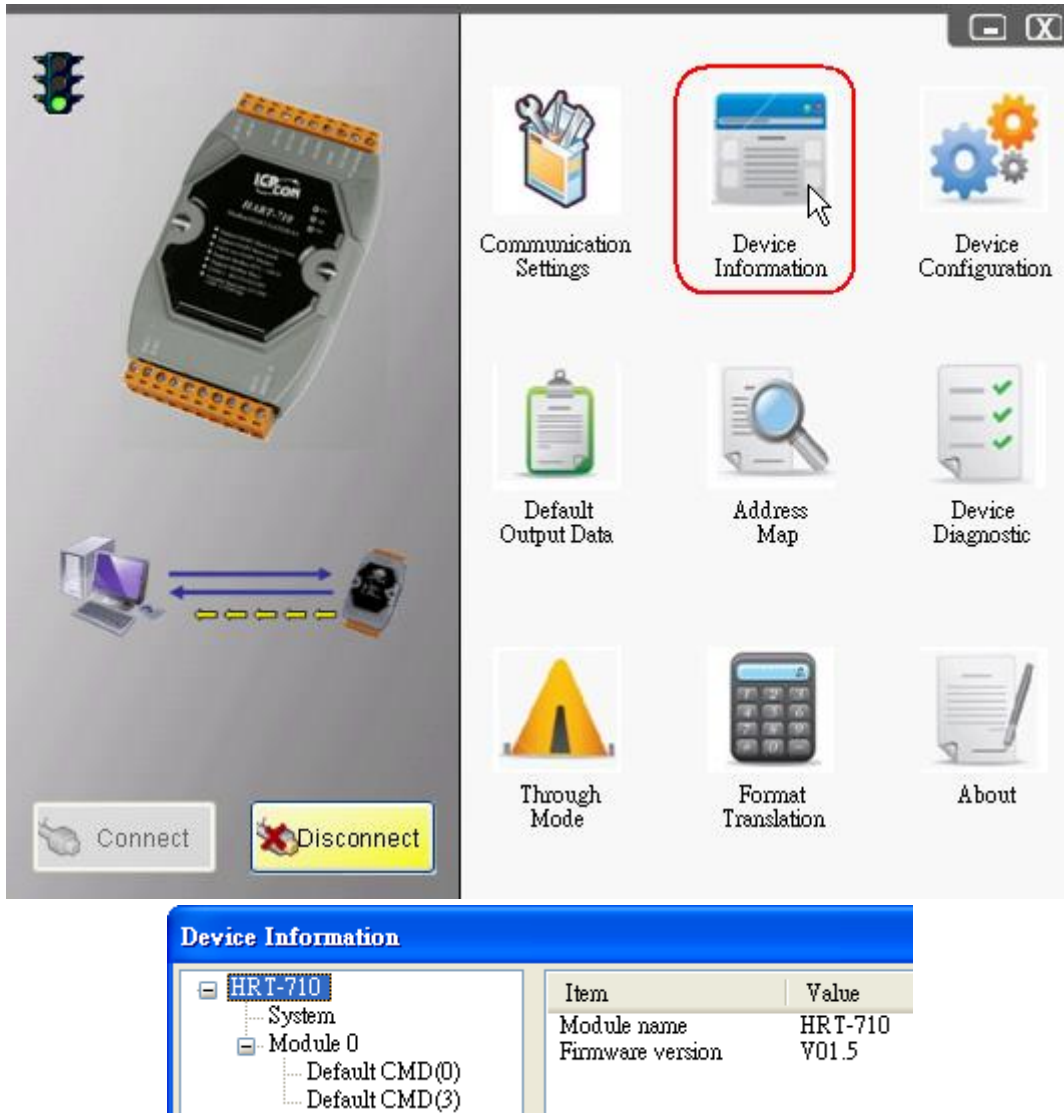 X
ICP
CON
Communication
Settings
Device
Information
Device
Configuration
Default
Output Data
Address
Map
Device
Diagnostic
Through
Mode
Format
Translation
About
Connect
Disconnect
Device Information
HRT-710
System
Module 0
Default CMD(0)
Default CMD(3)
Item Value
Module name HRT-710
Firmware version V01.5